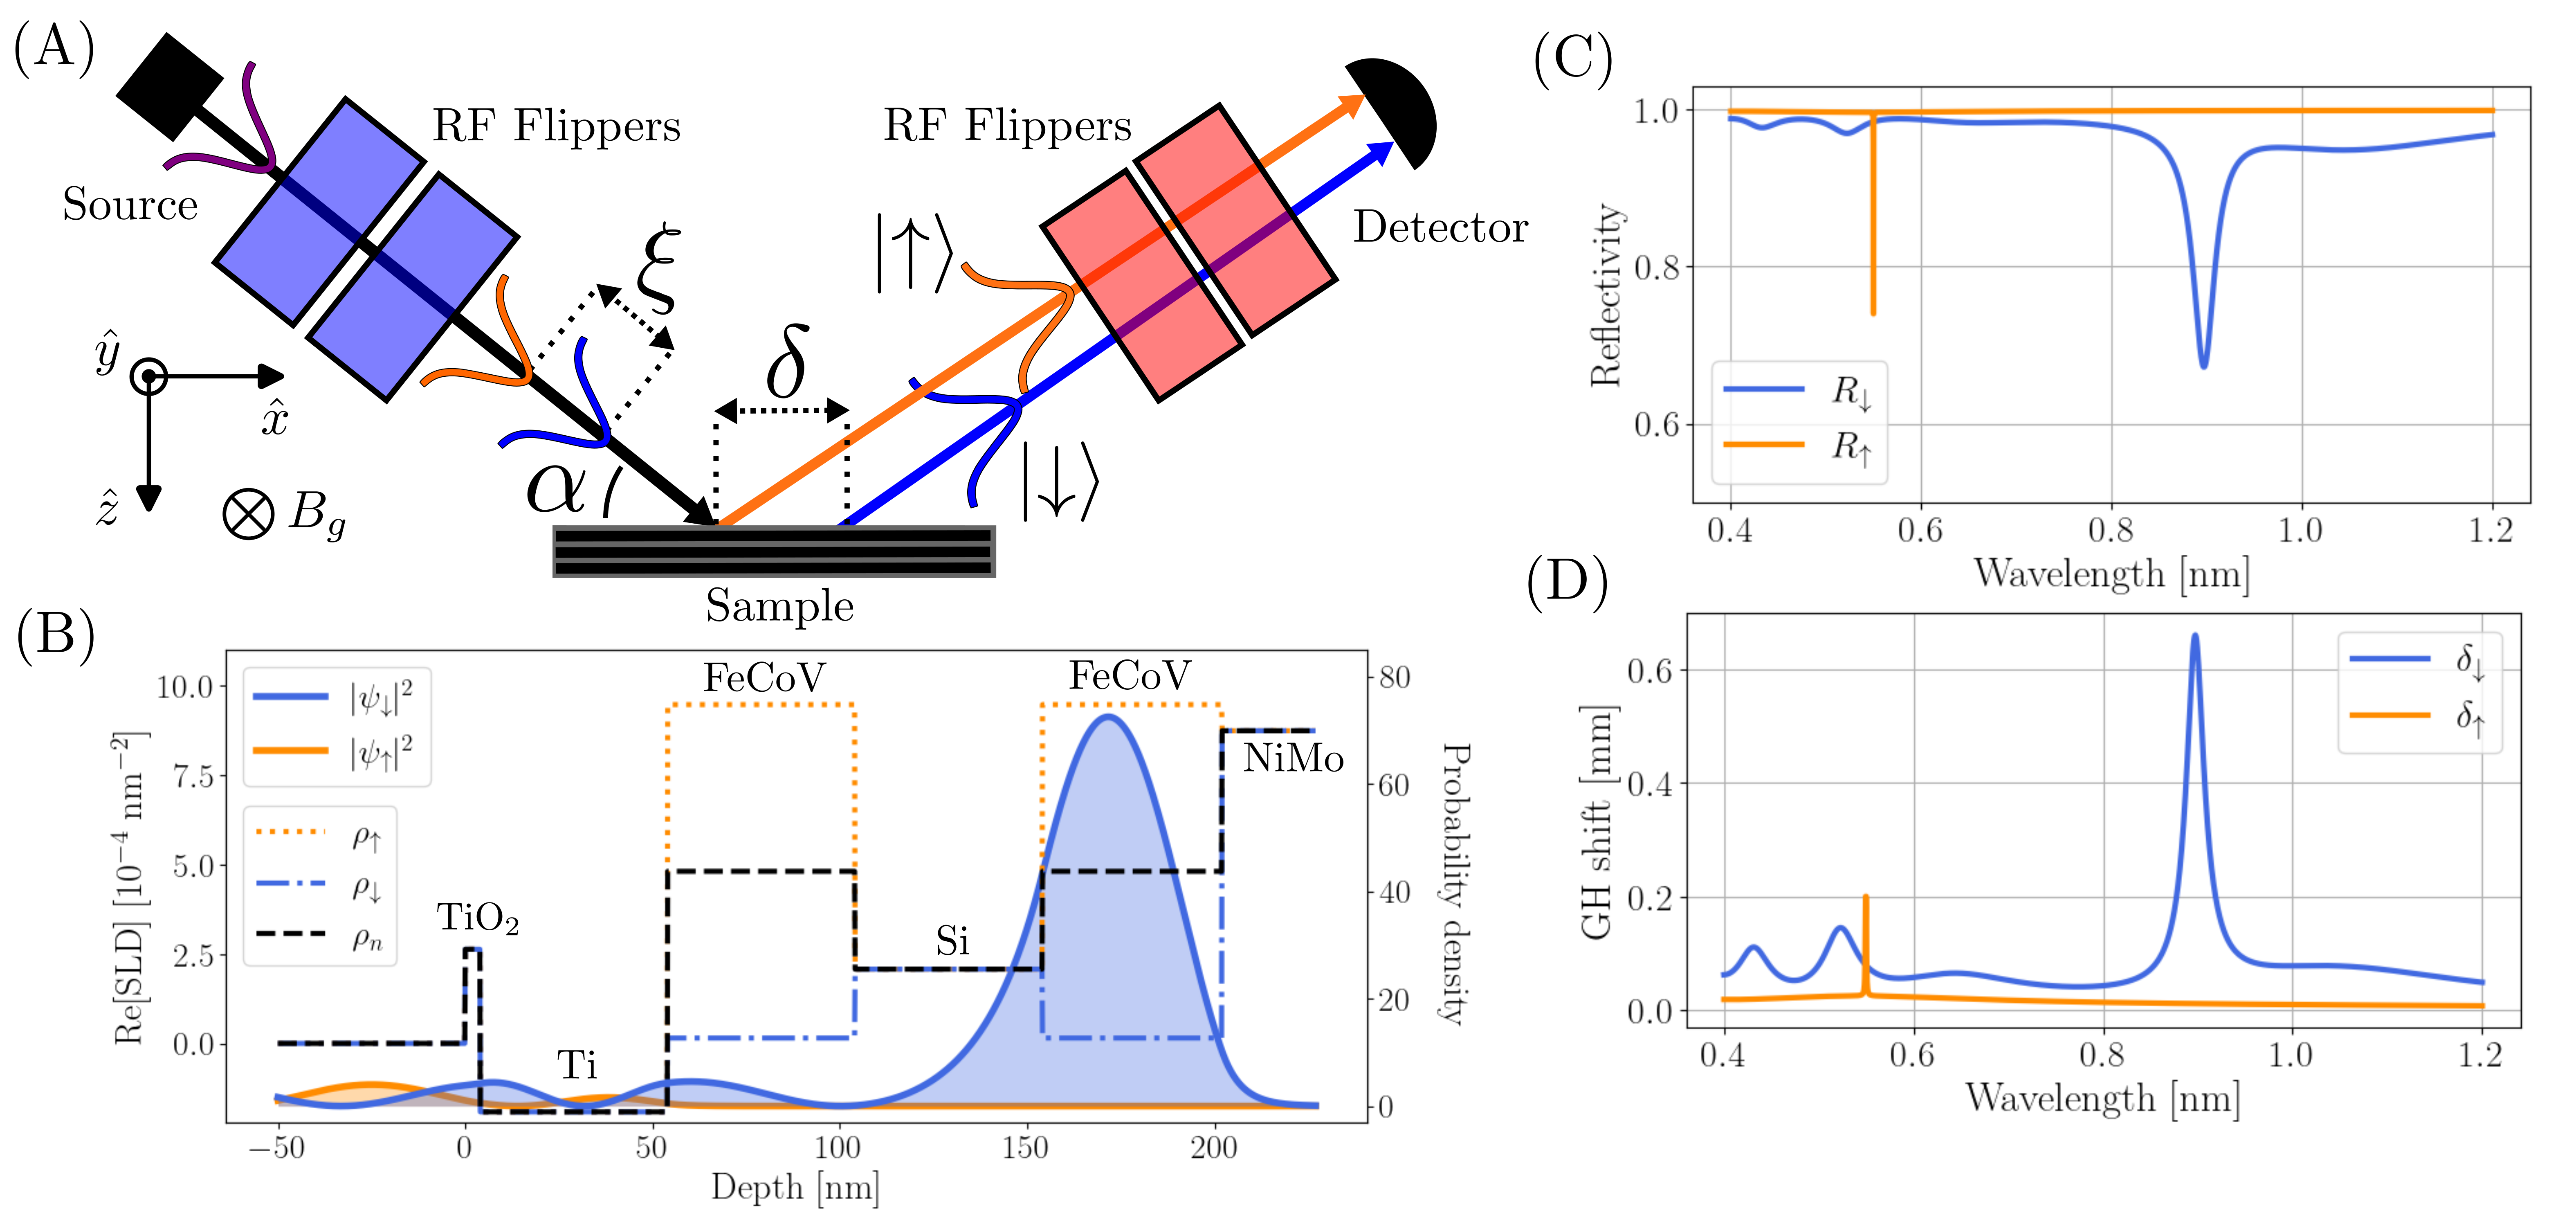 (A)
Source
RF Flippers
ξ
α
δ
ŷ
x̂
ẑ
B_g
RF Flippers
|↑⟩
|↓⟩
Detector
Sample
(B)
|ψ↓|²
|ψ↑|²
ρ↑
ρ↓
ρₙ
TiO₂
Ti
FeCoV
Si
FeCoV
NiMo
Re[SLD] [10⁻⁴ nm⁻²]
10.0
7.5
5.0
2.5
0.0
80
60
40
20
0
Probability density
−50 0 50 100 150 200
Depth [nm]
(C)
Reflectivity
1.0
0.8
0.6
R↓
R↑
0.4 0.6 0.8 1.0 1.2
Wavelength [nm]
(D)
GH shift [mm]
0.6
0.4
0.2
0.0
δ↓
δ↑
0.4 0.6 0.8 1.0 1.2
Wavelength [nm]